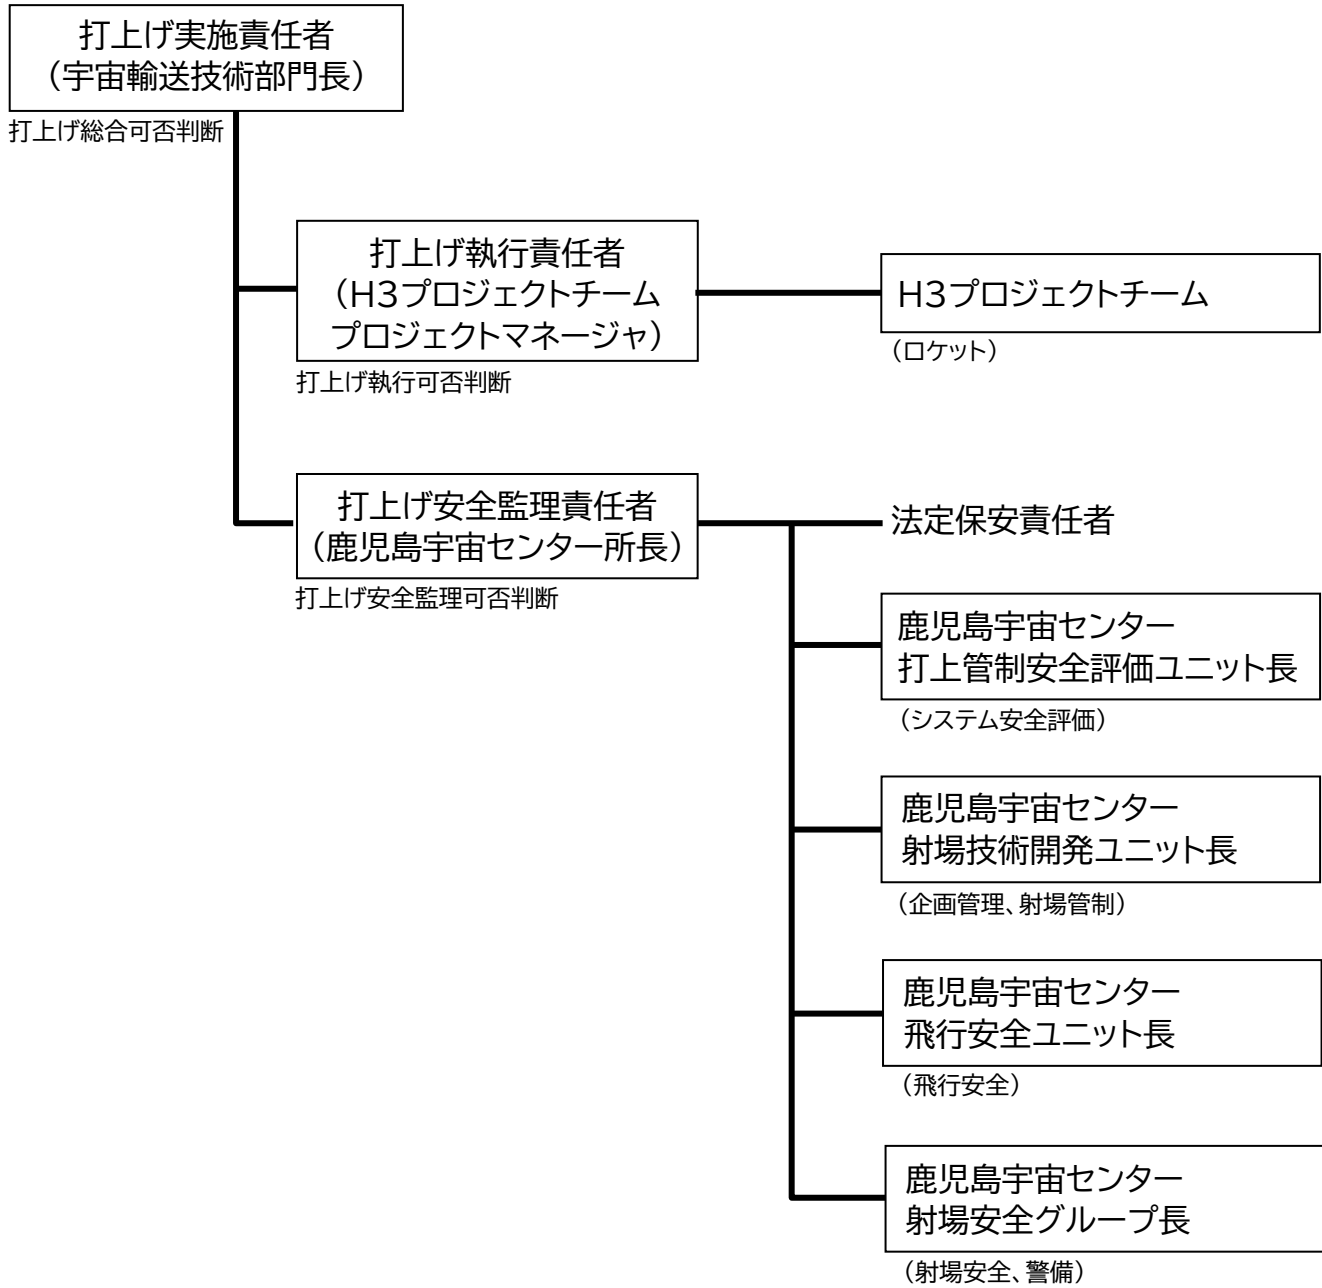 打上げ実施責任者
（宇宙輸送技術部門長）
打上げ総合可否判断
打上げ執行責任者
（H3プロジェクトチーム
プロジェクトマネージャ）
打上げ執行可否判断
H3プロジェクトチーム
（ロケット）
打上げ安全監理責任者
（鹿児島宇宙センター所長）
打上げ安全監理可否判断
法定保安責任者
鹿児島宇宙センター
打上管制安全評価ユニット長
（システム安全評価）
鹿児島宇宙センター
射場技術開発ユニット長
（企画管理、射場管制）
鹿児島宇宙センター
飛行安全ユニット長
（飛行安全）
鹿児島宇宙センター
射場安全グループ長
（射場安全、警備）